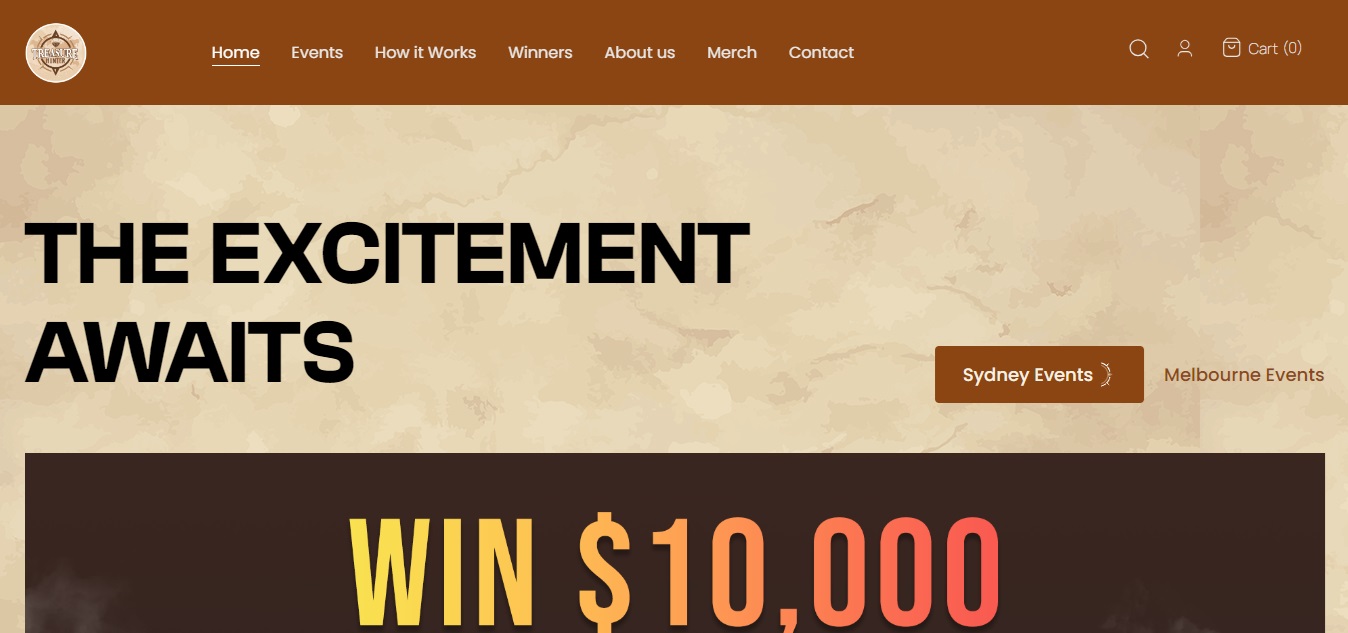 TREASURE
HUNTER
Home Events How it Works Winners About us Merch Contact
Cart (0)
THE EXCITEMENT
AWAITS
Sydney Events Melbourne Events
WIN $10,000